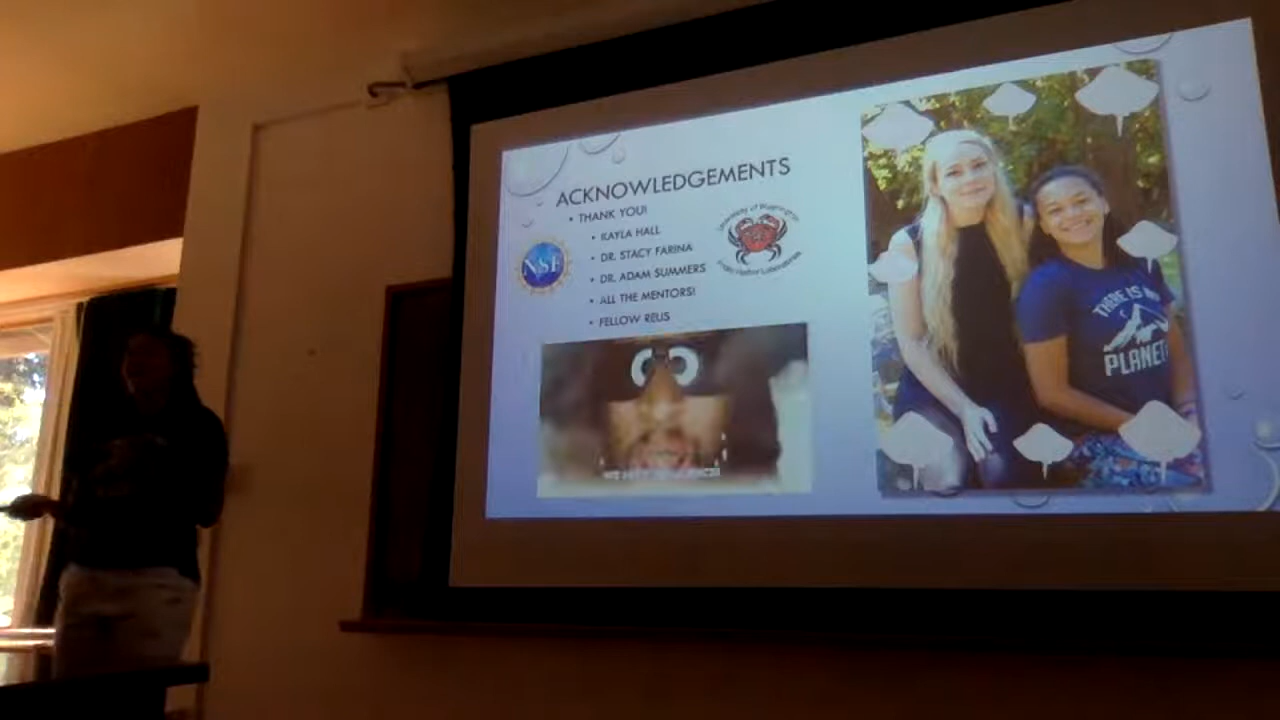 ACKNOWLEDGEMENTS
• THANK YOU!
• KAYLA HALL
• DR. STACY FARINA
• DR. ADAM SUMMERS
• ALL THE MENTORS!
• FELLOW REUS
NSF
University of Washington
Friday Harbor Laboratories
THERE IS NO
PLANET